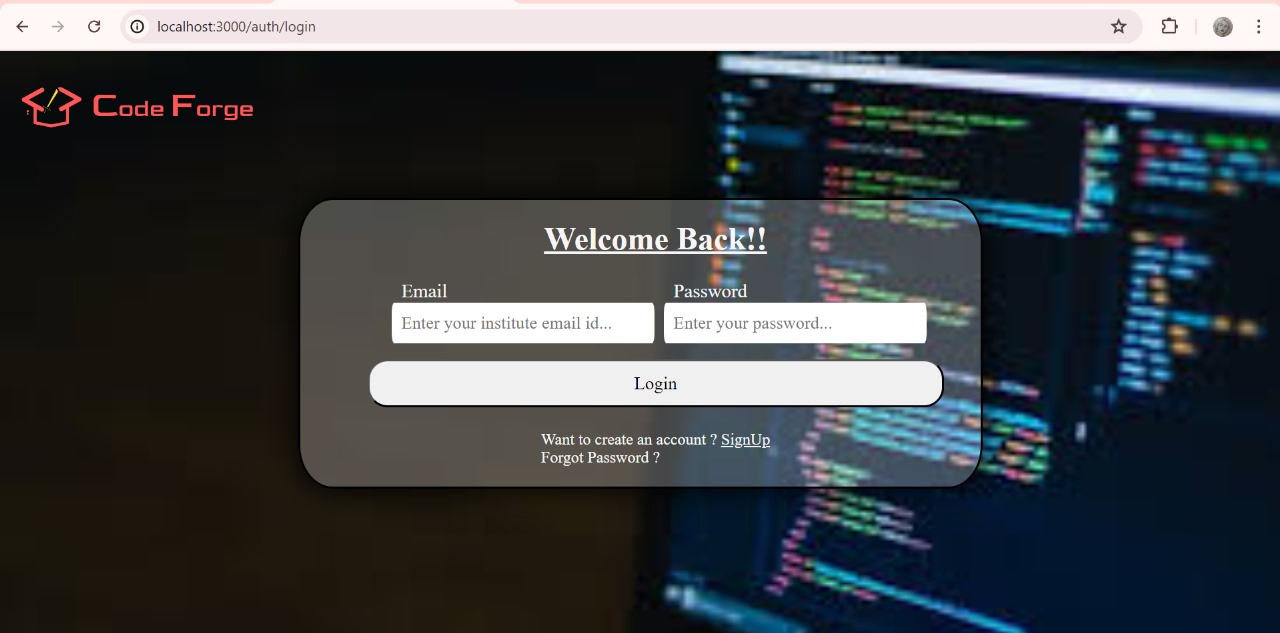 localhost:3000/auth/login
Code Forge
Welcome Back!!
Email
Password
Enter your institute email id...
Enter your password...
Login
Want to create an account ? SignUp
Forgot Password ?